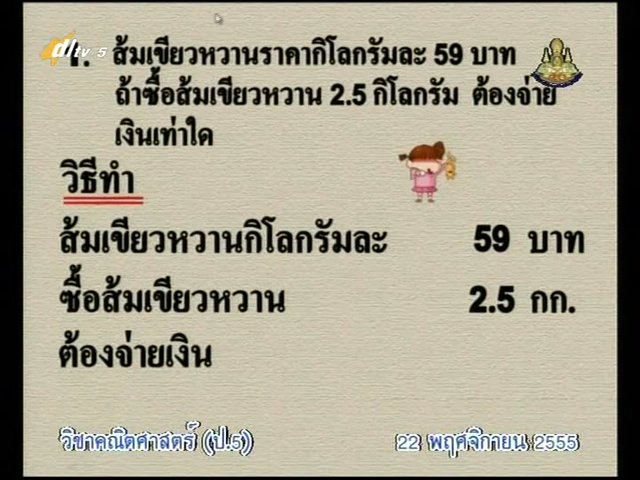 dltv 5
1. ส้มเขียวหวานราคากิโลกรัมละ 59 บาท
ถ้าซื้อส้มเขียวหวาน 2.5 กิโลกรัม ต้องจ่าย
เงินเท่าใด
วิธีทำ
ส้มเขียวหวานกิโลกรัมละ 59 บาท
ซื้อส้มเขียวหวาน 2.5 กก.
ต้องจ่ายเงิน
วิชาคณิตศาสตร์ (ป.5) 22 พฤศจิกายน 2555